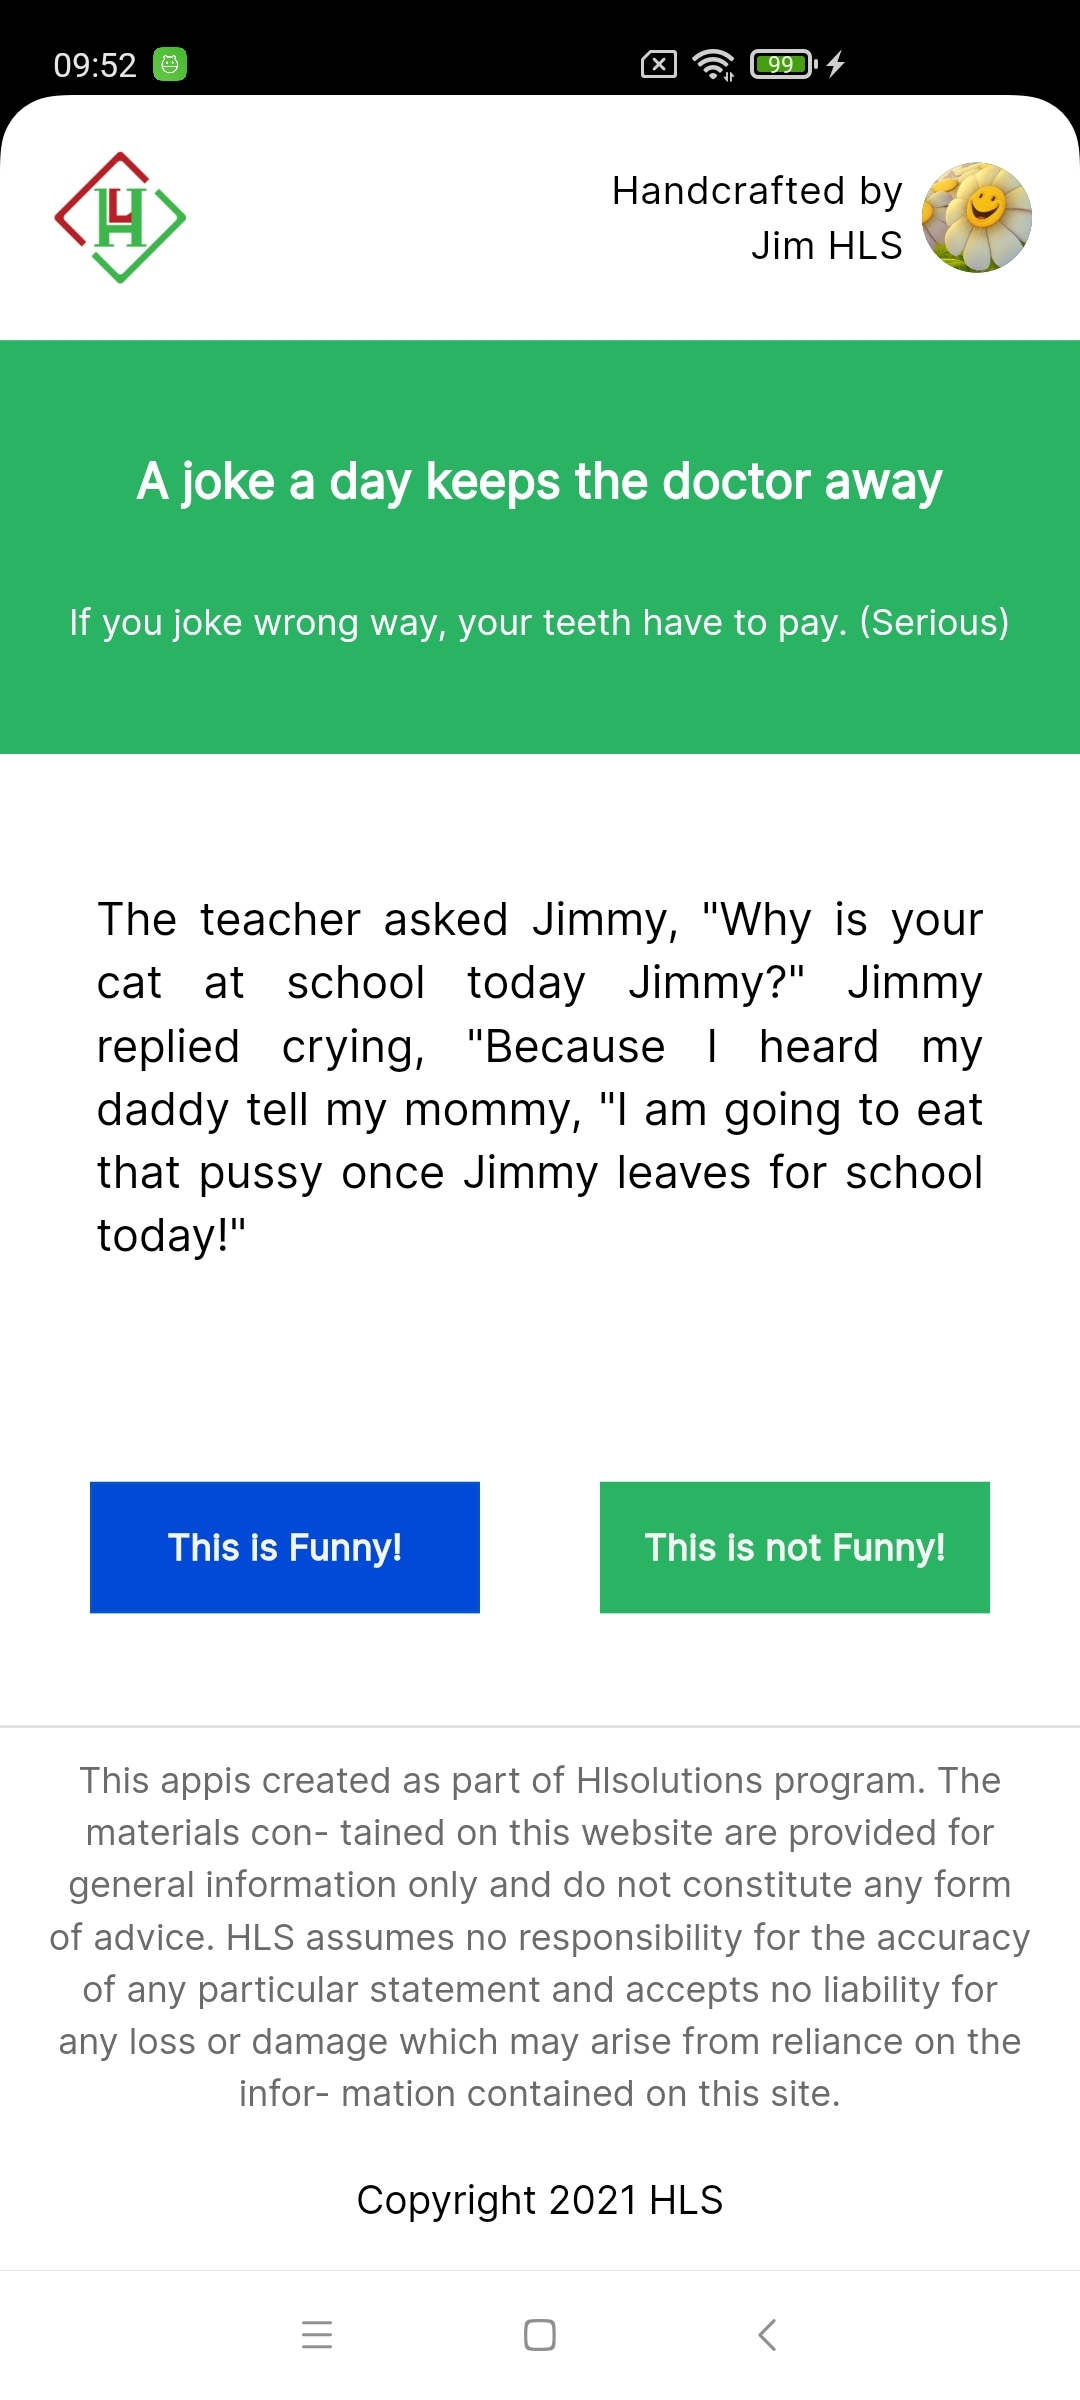 09:52
99
LH
Handcrafted by
Jim HLS
A joke a day keeps the doctor away
If you joke wrong way, your teeth have to pay. (Serious)
The teacher asked Jimmy, "Why is your
cat at school today Jimmy?" Jimmy
replied crying, "Because I heard my
daddy tell my mommy, "I am going to eat
that pussy once Jimmy leaves for school
today!"
This is Funny!
This is not Funny!
This appis created as part of Hlsolutions program. The
materials con- tained on this website are provided for
general information only and do not constitute any form
of advice. HLS assumes no responsibility for the accuracy
of any particular statement and accepts no liability for
any loss or damage which may arise from reliance on the
infor- mation contained on this site.
Copyright 2021 HLS